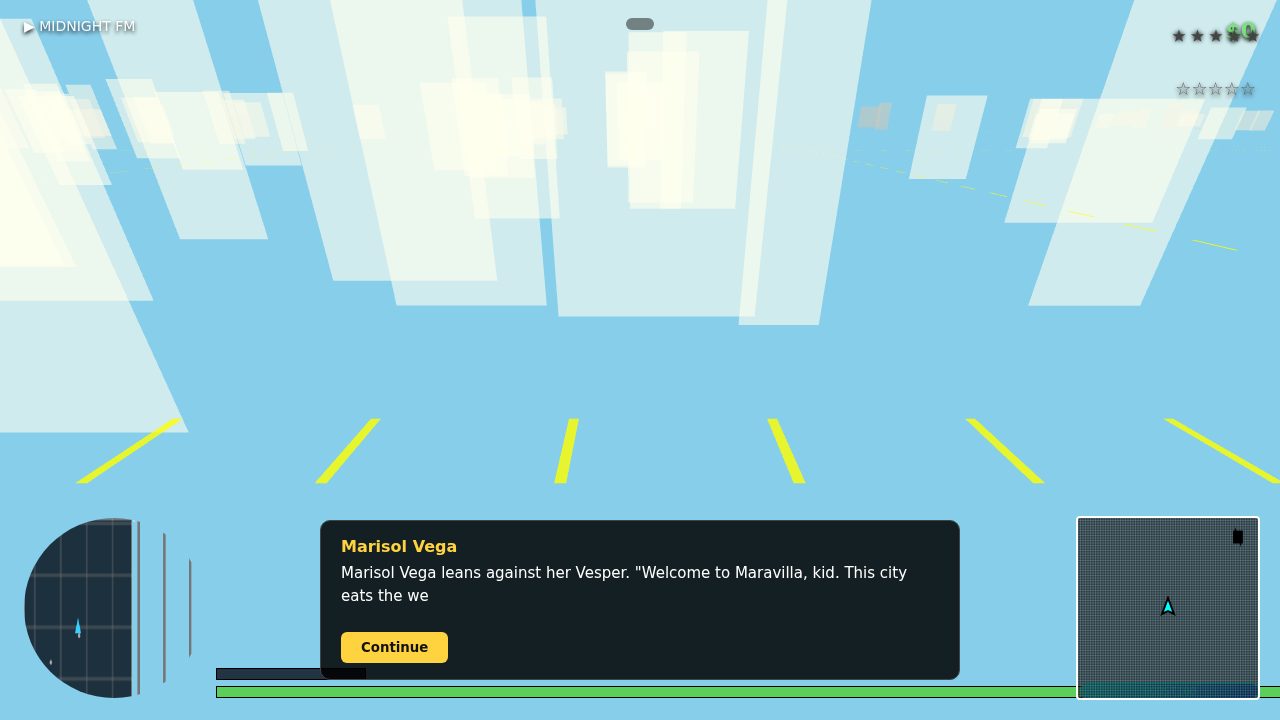 ▶ MIDNIGHT FM
$0
★★★★★
☆☆☆☆☆
Marisol Vega
Marisol Vega leans against her Vesper. "Welcome to Maravilla, kid. This city
eats the we
Continue